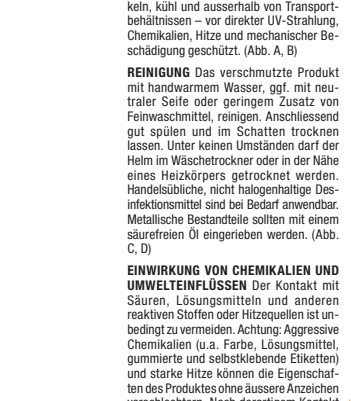 keln, kühl und ausserhalb von Transport-
behältnissen – vor direkter UV-Strahlung,
Chemikalien, Hitze und mechanischer Be-
schädigung geschützt. (Abb. A, B)
REINIGUNG Das verschmutzte Produkt
mit handwarmem Wasser, ggf. mit neu-
traler Seife oder geringem Zusatz von
Feinwaschmittel, reinigen. Anschliessend
gut spülen und im Schatten trocknen
lassen. Unter keinen Umständen darf der
Helm im Wäschetrockner oder in der Nähe
eines Heizkörpers getrocknet werden.
Handelsübliche, nicht halogenhaltige Des-
infektionsmittel sind bei Bedarf anwendbar.
Metallische Bestandteile sollten mit einem
säurefreien Öl eingerieben werden. (Abb.
C, D)
EINWIRKUNG VON CHEMIKALIEN UND
UMWELTEINFLÜSSEN Der Kontakt mit
Säuren, Lösungsmitteln und anderen
reaktiven Stoffen oder Hitzequellen ist un-
bedingt zu vermeiden. Achtung: Aggressive
Chemikalien (u.a. Farbe, Lösungsmittel,
gummierte und selbstklebende Etiketten)
und starke Hitze können die Eigenschaf-
ten des Produktes ohne äussere Anzeichen
verschlechtern. Nach derartigem Kontakt